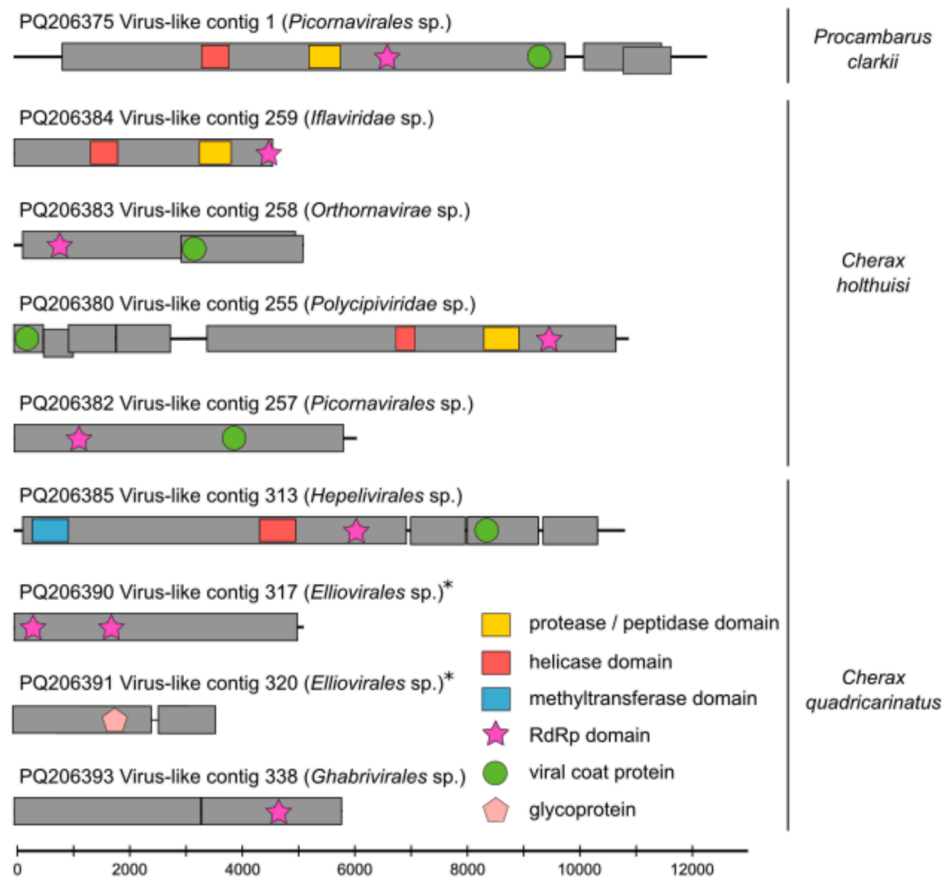 PQ206375 Virus-like contig 1 (Picornavirales sp.)
Procambarus
clarkii
PQ206384 Virus-like contig 259 (Iflaviridae sp.)
PQ206383 Virus-like contig 258 (Orthornavirae sp.)
PQ206380 Virus-like contig 255 (Polycipiviridae sp.)
PQ206382 Virus-like contig 257 (Picornavirales sp.)
Cherax
holthuisi
PQ206385 Virus-like contig 313 (Hepelivirales sp.)
PQ206390 Virus-like contig 317 (Elliovirales sp.)*
PQ206391 Virus-like contig 320 (Elliovirales sp.)*
PQ206393 Virus-like contig 338 (Ghabrivirales sp.)
Cherax
quadricarinatus
protease / peptidase domain
helicase domain
methyltransferase domain
RdRp domain
viral coat protein
glycoprotein
0 2000 4000 6000 8000 10000 12000